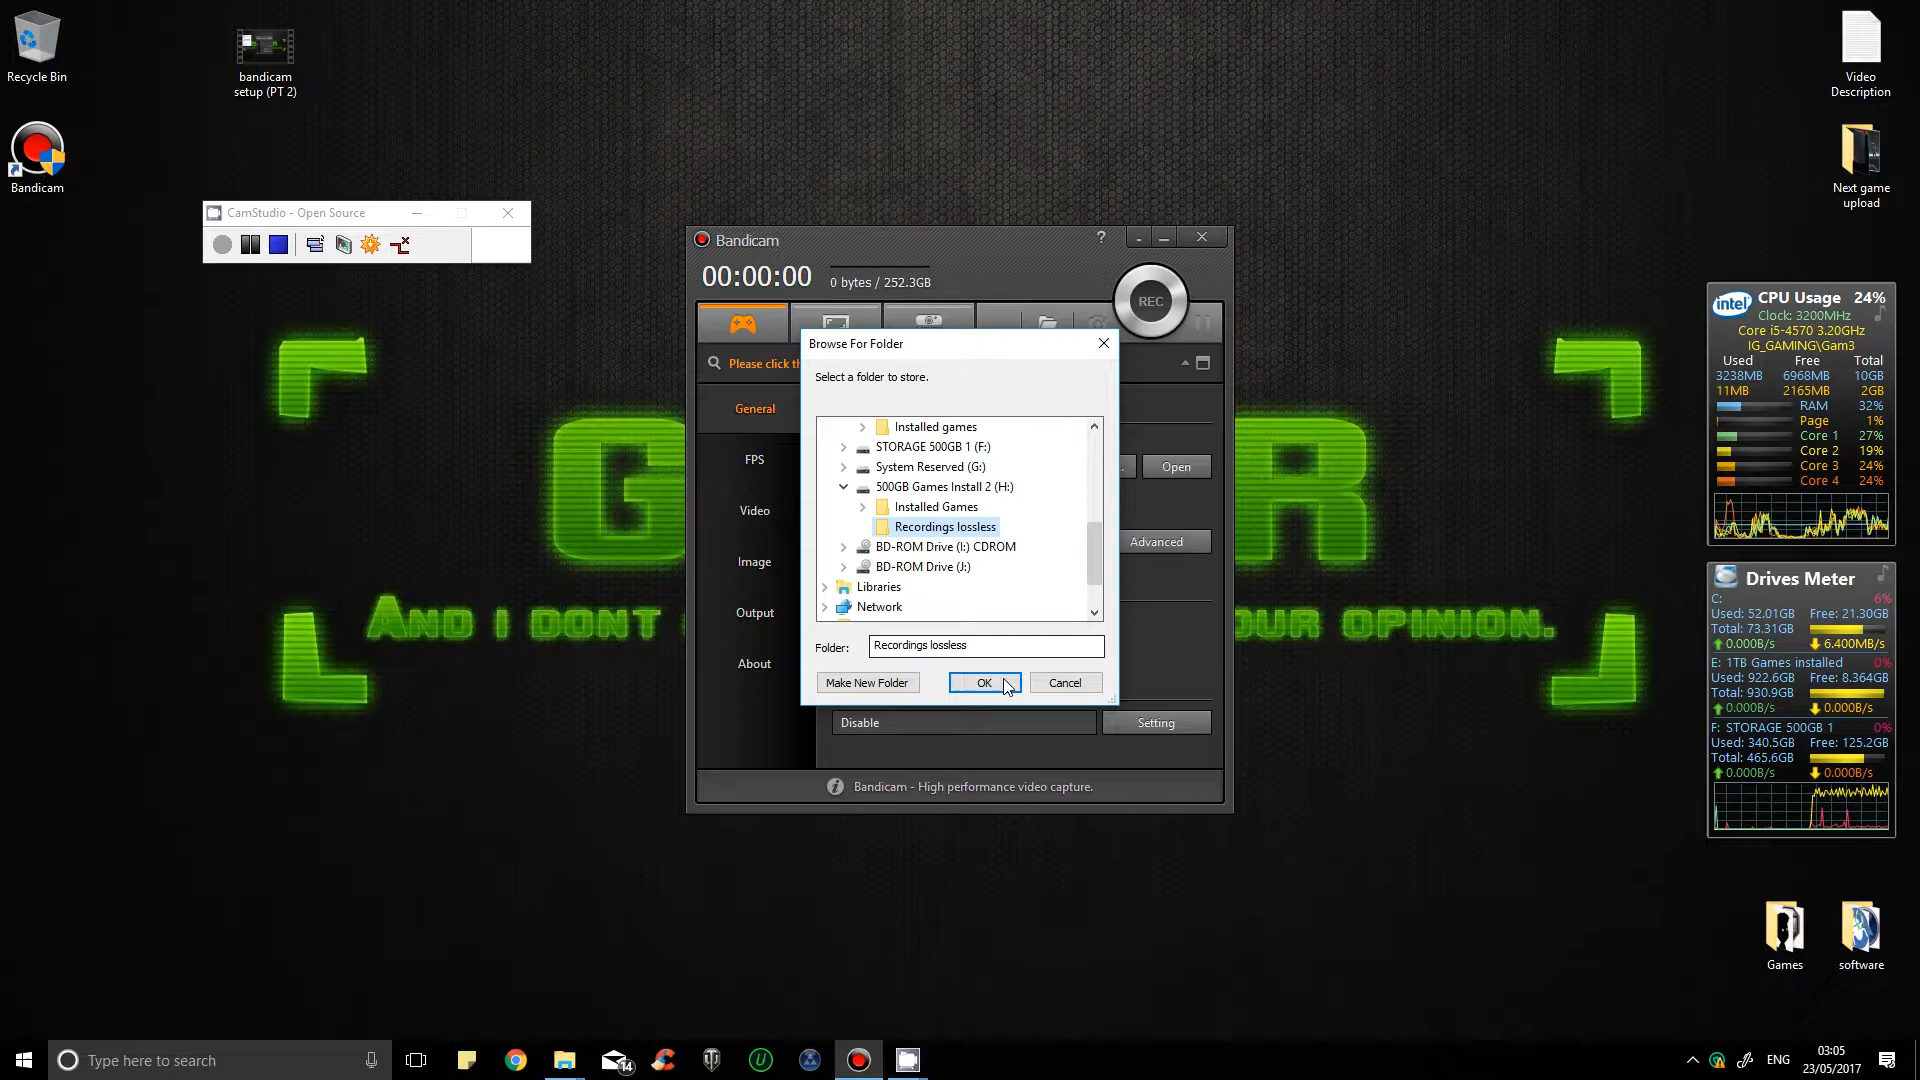 Recycle Bin
bandicam
setup (PT 2)
Bandicam
CamStudio - Open Source
Video
Description
Next game
upload
Bandicam
?
00:00:00
0 bytes / 252.3GB
REC
Please click th
General
FPS
Video
Image
Output
About
Open
Advanced
Disable
Setting
Bandicam - High performance video capture.
Browse For Folder
Select a folder to store.
Installed games
STORAGE 500GB 1 (F:)
System Reserved (G:)
500GB Games Install 2 (H:)
Installed Games
Recordings lossless
BD-ROM Drive (I:) CDROM
BD-ROM Drive (J:)
Libraries
Network
Folder: Recordings lossless
Make New Folder
OK
Cancel
G R
AND I DONT OUR OPINION.
intel CPU Usage 24%
Clock: 3200MHz
Core i5-4570 3.20GHz
IG_GAMING\Gam3
Used Free Total
3238MB 6968MB 10GB
11MB 2165MB 2GB
RAM 32%
Page 1%
Core 1 27%
Core 2 19%
Core 3 24%
Core 4 24%
Drives Meter
C: 6%
Used: 52.01GB Free: 21.30GB
Total: 73.31GB
0.000B/s 6.400MB/s
E: 1TB Games installed 0%
Used: 922.6GB Free: 8.364GB
Total: 930.9GB
0.000B/s 0.000B/s
F: STORAGE 500GB 1 0%
Used: 340.5GB Free: 125.2GB
Total: 465.6GB
0.000B/s 0.000B/s
Games
software
Type here to search
14
ENG
03:05
23/05/2017